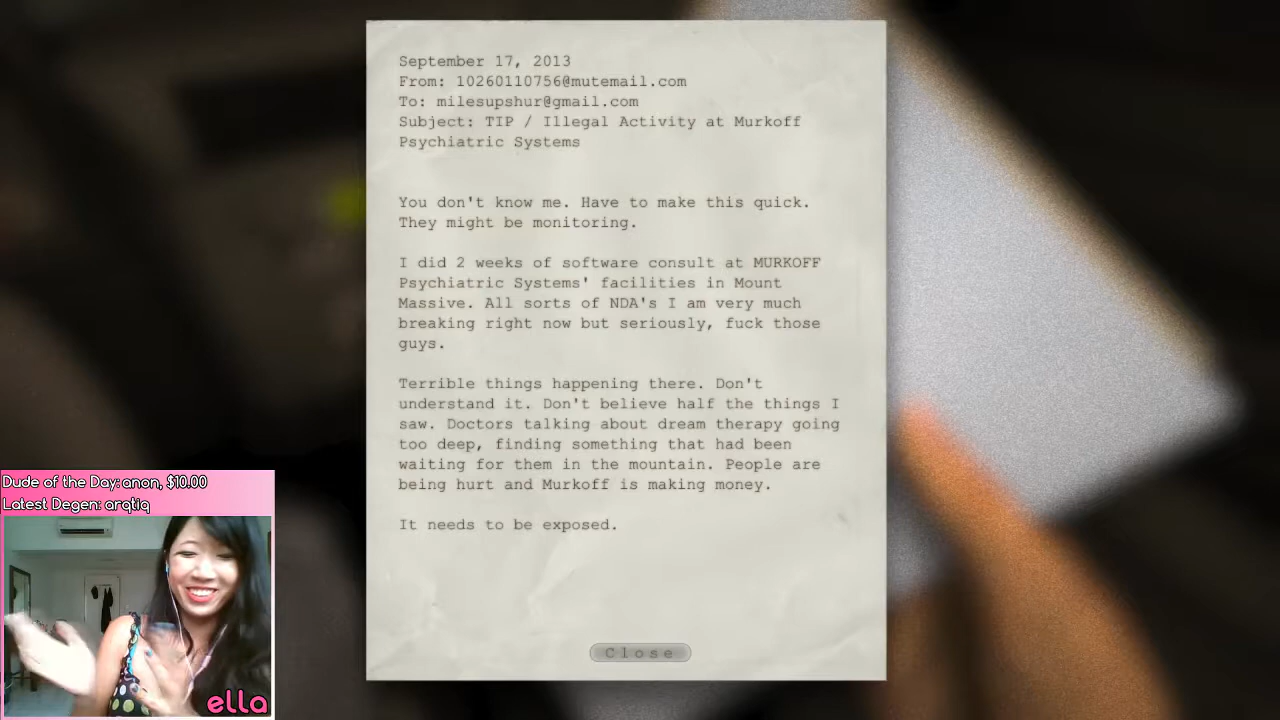 September 17, 2013
From: 10260110756@mutemail.com
To: milesupshur@gmail.com
Subject: TIP / Illegal Activity at Murkoff
Psychiatric Systems
You don't know me. Have to make this quick.
They might be monitoring.
I did 2 weeks of software consult at MURKOFF
Psychiatric Systems' facilities in Mount
Massive. All sorts of NDA's I am very much
breaking right now but seriously, fuck those
guys.
Terrible things happening there. Don't
understand it. Don't believe half the things I
saw. Doctors talking about dream therapy going
too deep, finding something that had been
waiting for them in the mountain. People are
being hurt and Murkoff is making money.
It needs to be exposed.
Close
Dude of the Day: anon, $10.00
Latest Degen: arqtiq
ella